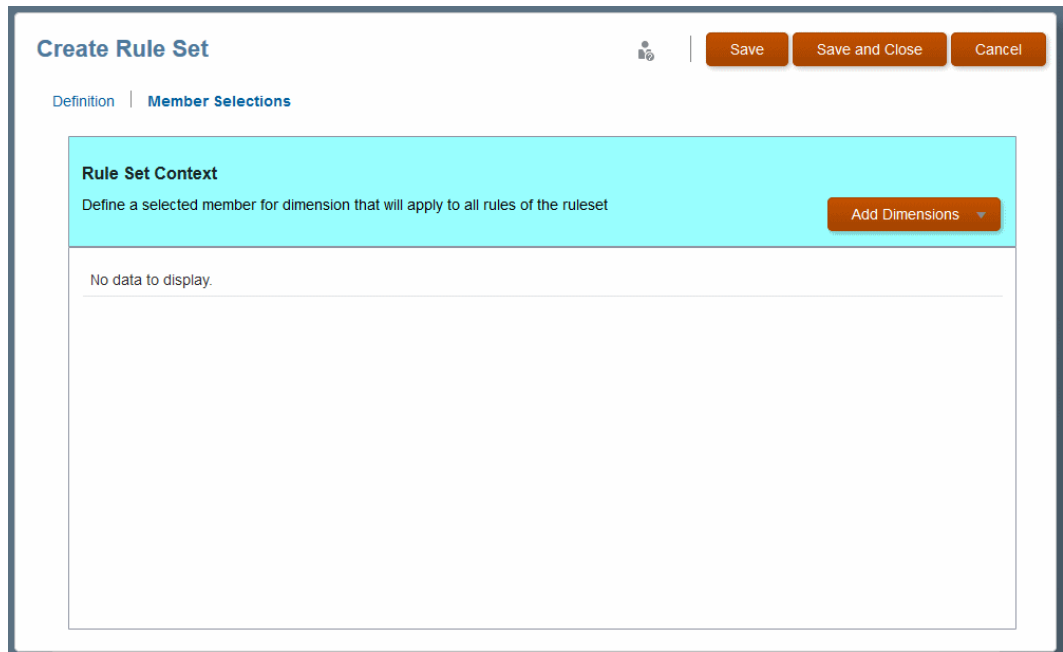 Create Rule Set
Save
Save and Close
Cancel
Definition
Member Selections
Rule Set Context
Define a selected member for dimension that will apply to all rules of the ruleset
Add Dimensions
No data to display.